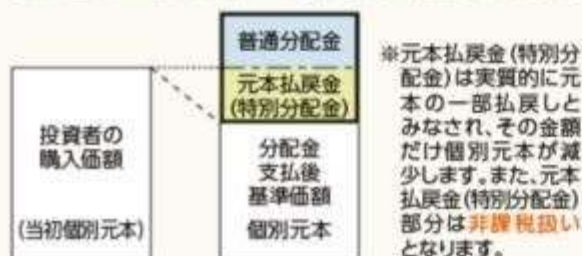 普通分配金
元本払戻金
(特別分配金)
投資者の
購入価額
(当初個別元本)
分配金
支払後
基準価額
個別元本
※元本払戻金(特別分
配金)は実質的に元
本の一部払戻しと
みなされ、その金額
だけ個別元本が減
少します。また、元本
払戻金(特別分配金)
部分は非課税扱い
となります。